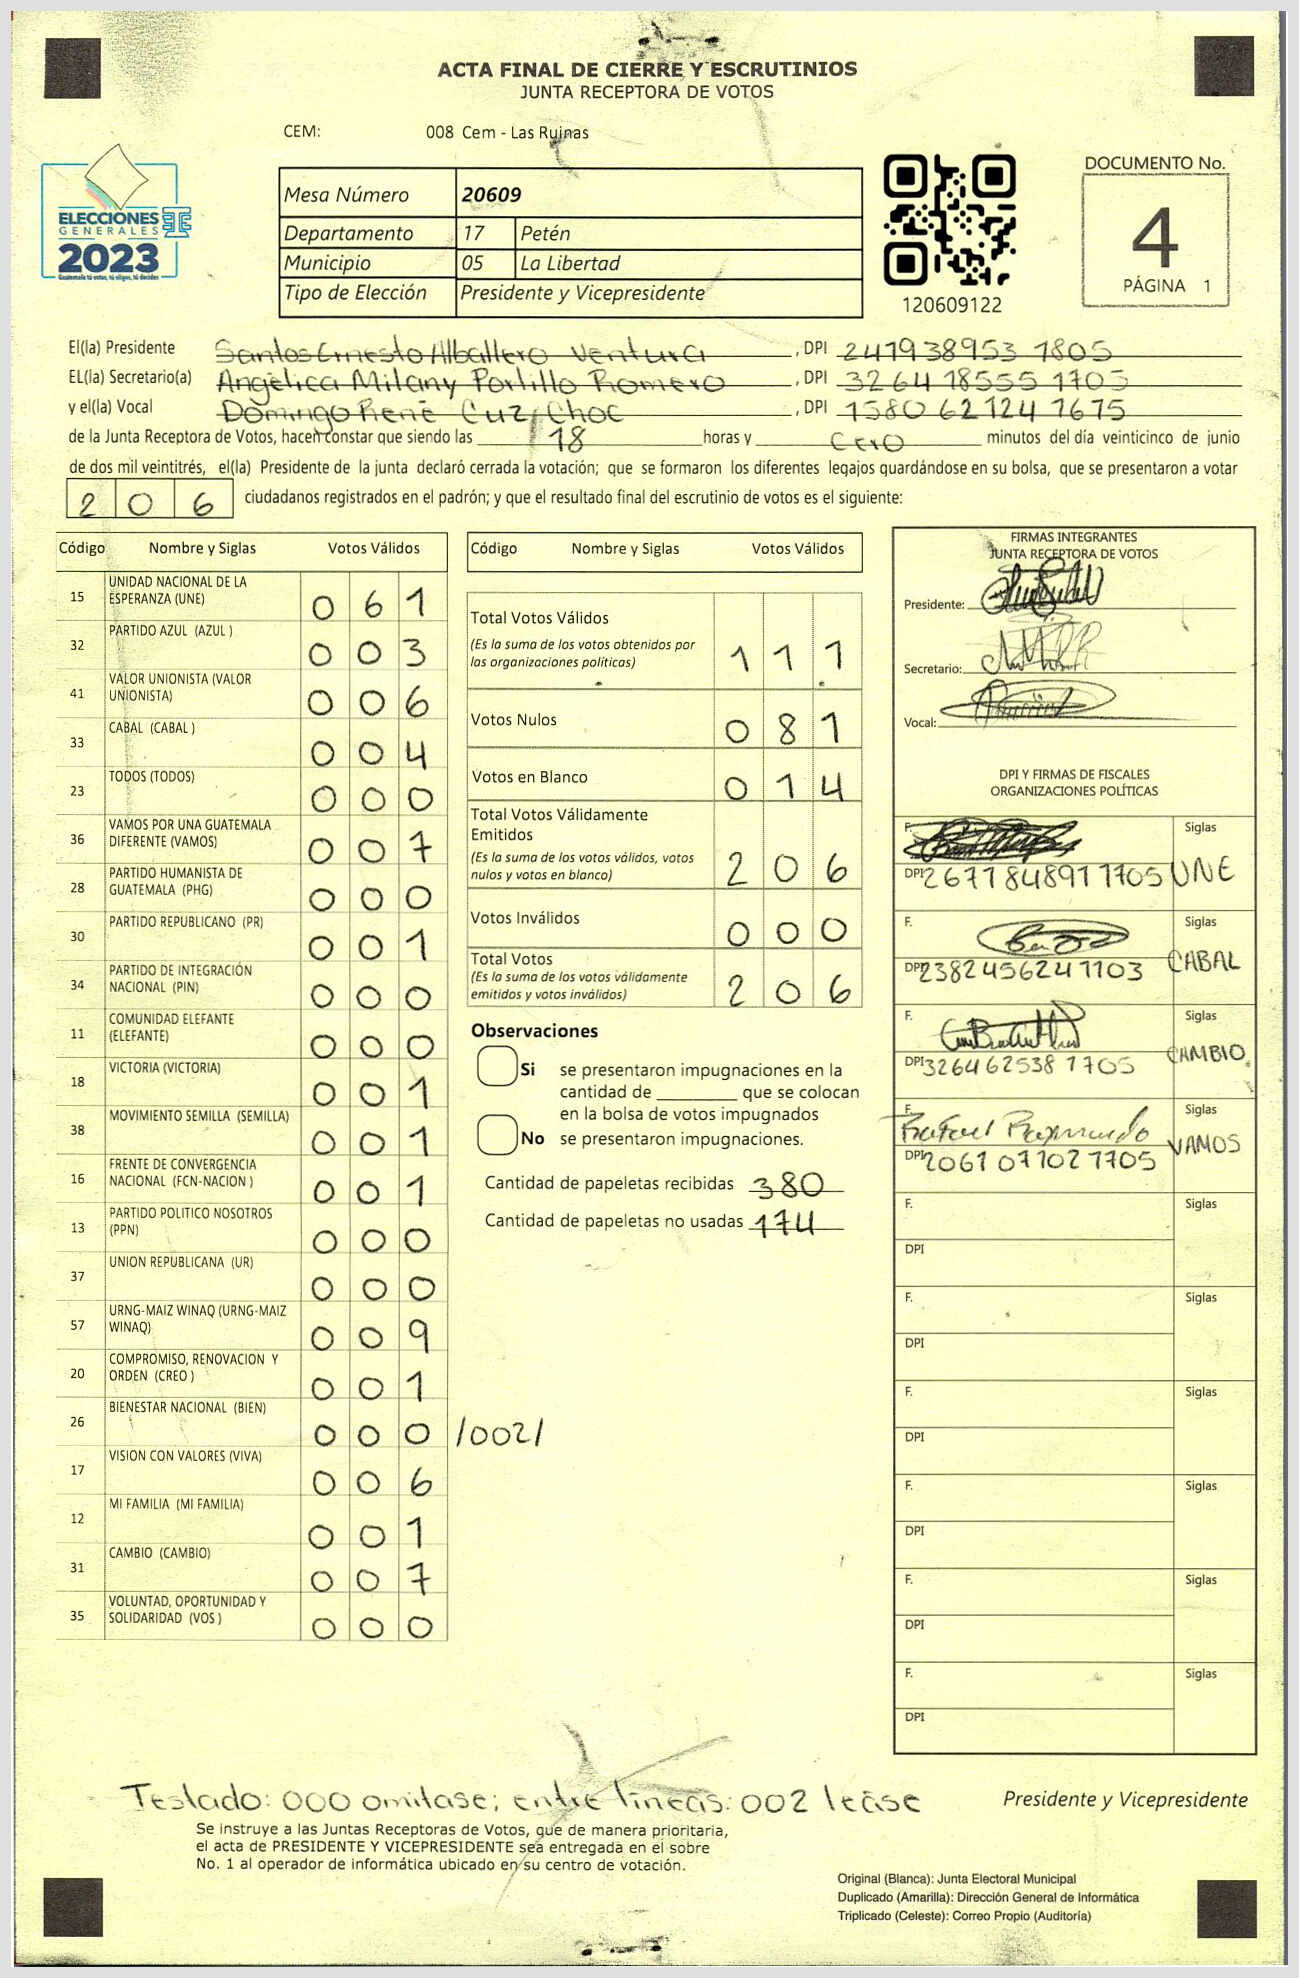 ACTA FINAL DE CIERRE Y ESCRUTINIOS
JUNTA RECEPTORA DE VOTOS
CEM: 008 Cem - Las Ruinas
ELECCIONES
GENERALES
2023
Guatemala tú votas, tú eliges, tú decides
Mesa Número 20609
Departamento 17 Petén
Municipio 05 La Libertad
Tipo de Elección Presidente y Vicepresidente
120609122
DOCUMENTO No.
4
PÁGINA 1
El(la) Presidente Santos Ernesto Alballero Ventura, DPI 241938953 1805
EL(la) Secretario(a) Angèlica Milany Portillo Romero, DPI 3264 18555 1705
y el(la) Vocal Domingo Renè Cuz Choc, DPI 1580 62124 1675
de la Junta Receptora de Votos, hacen constar que siendo las 18 horas y Cero minutos del día veinticinco de junio
de dos mil veintitrés, el(la) Presidente de la junta declaró cerrada la votación; que se formaron los diferentes legajos guardándose en su bolsa, que se presentaron a votar
2 0 6 ciudadanos registrados en el padrón; y que el resultado final del escrutinio de votos es el siguiente:
Código Nombre y Siglas Votos Válidos
15 UNIDAD NACIONAL DE LA ESPERANZA (UNE) 0 6 1
32 PARTIDO AZUL (AZUL ) 0 0 3
41 VALOR UNIONISTA (VALOR UNIONISTA) 0 0 6
33 CABAL (CABAL ) 0 0 4
23 TODOS (TODOS) 0 0 0
36 VAMOS POR UNA GUATEMALA DIFERENTE (VAMOS) 0 0 7
28 PARTIDO HUMANISTA DE GUATEMALA (PHG) 0 0 0
30 PARTIDO REPUBLICANO (PR) 0 0 1
34 PARTIDO DE INTEGRACIÓN NACIONAL (PIN) 0 0 0
11 COMUNIDAD ELEFANTE (ELEFANTE) 0 0 0
18 VICTORIA (VICTORIA) 0 0 1
38 MOVIMIENTO SEMILLA (SEMILLA) 0 0 1
16 FRENTE DE CONVERGENCIA NACIONAL (FCN-NACION ) 0 0 1
13 PARTIDO POLITICO NOSOTROS (PPN) 0 0 0
37 UNION REPUBLICANA (UR) 0 0 0
57 URNG-MAIZ WINAQ (URNG-MAIZ WINAQ) 0 0 9
20 COMPROMISO, RENOVACION Y ORDEN (CREO ) 0 0 1
26 BIENESTAR NACIONAL (BIEN) 0 0 0 /002/
17 VISION CON VALORES (VIVA) 0 0 6
12 MI FAMILIA (MI FAMILIA) 0 0 1
31 CAMBIO (CAMBIO) 0 0 7
35 VOLUNTAD, OPORTUNIDAD Y SOLIDARIDAD (VOS ) 0 0 0
Código Nombre y Siglas Votos Válidos
Total Votos Válidos
(Es la suma de los votos obtenidos por
las organizaciones políticas) 1 1 1
Votos Nulos 0 8 1
Votos en Blanco 0 1 4
Total Votos Válidamente
Emitidos
(Es la suma de los votos válidos, votos
nulos y votos en blanco) 2 0 6
Votos Inválidos 0 0 0
Total Votos
(Es la suma de los votos válidamente
emitidos y votos inválidos) 2 0 6
Observaciones
Si se presentaron impugnaciones en la
cantidad de ________ que se colocan
en la bolsa de votos impugnados
No se presentaron impugnaciones.
Cantidad de papeletas recibidas 380
Cantidad de papeletas no usadas 174
FIRMAS INTEGRANTES
JUNTA RECEPTORA DE VOTOS
Presidente:
Secretario:
Vocal:
DPI Y FIRMAS DE FISCALES
ORGANIZACIONES POLÍTICAS
F. Siglas
DPI 2671848911705 UNE
F. Siglas
DPI 2382456241703 CABAL
F. Siglas
DPI 326462538 1705 CAMBIO.
F. Rafael Raymundo Siglas
DPI 2061 071021705 VAMOS
F. Siglas
DPI
F. Siglas
DPI
F. Siglas
DPI
F. Siglas
DPI
F. Siglas
DPI
F. Siglas
DPI
Testado: 000 omitase; entre lineas: 002 lèase
Presidente y Vicepresidente
Se instruye a las Juntas Receptoras de Votos, que de manera prioritaria,
el acta de PRESIDENTE Y VICEPRESIDENTE sea entregada en el sobre
No. 1 al operador de informática ubicado en su centro de votación.
Original (Blanca): Junta Electoral Municipal
Duplicado (Amarilla): Dirección General de Informática
Triplicado (Celeste): Correo Propio (Auditoría)